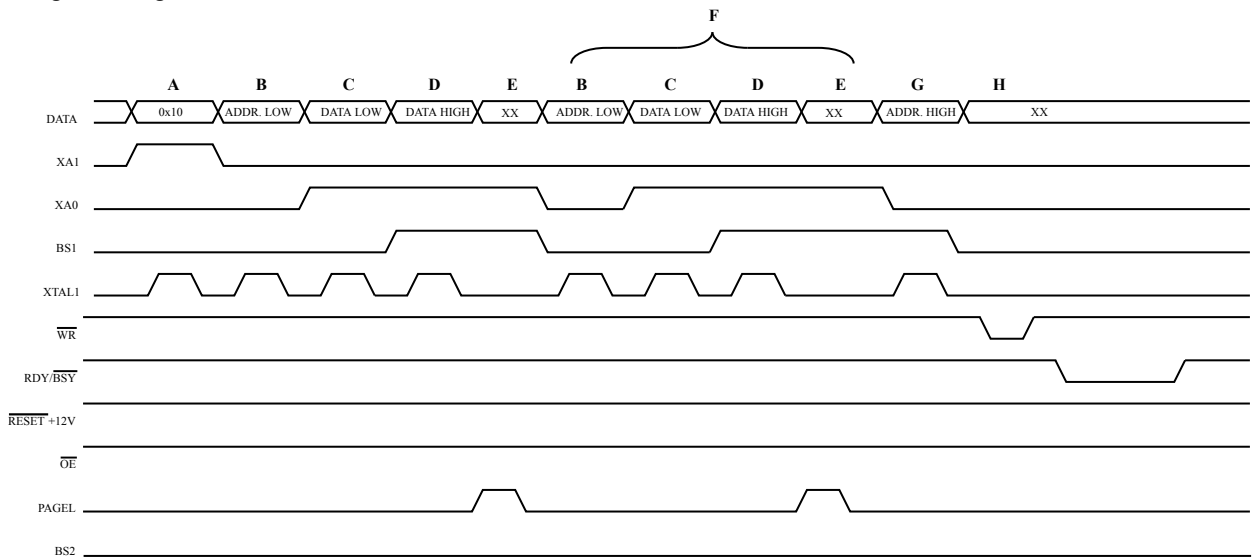 F
A B C D E B C D E G H
DATA 0x10 ADDR. LOW DATA LOW DATA HIGH XX ADDR. LOW DATA LOW DATA HIGH XX ADDR. HIGH XX
XA1
XA0
BS1
XTAL1
WR
RDY/BSY
RESET +12V
OE
PAGEL
BS2